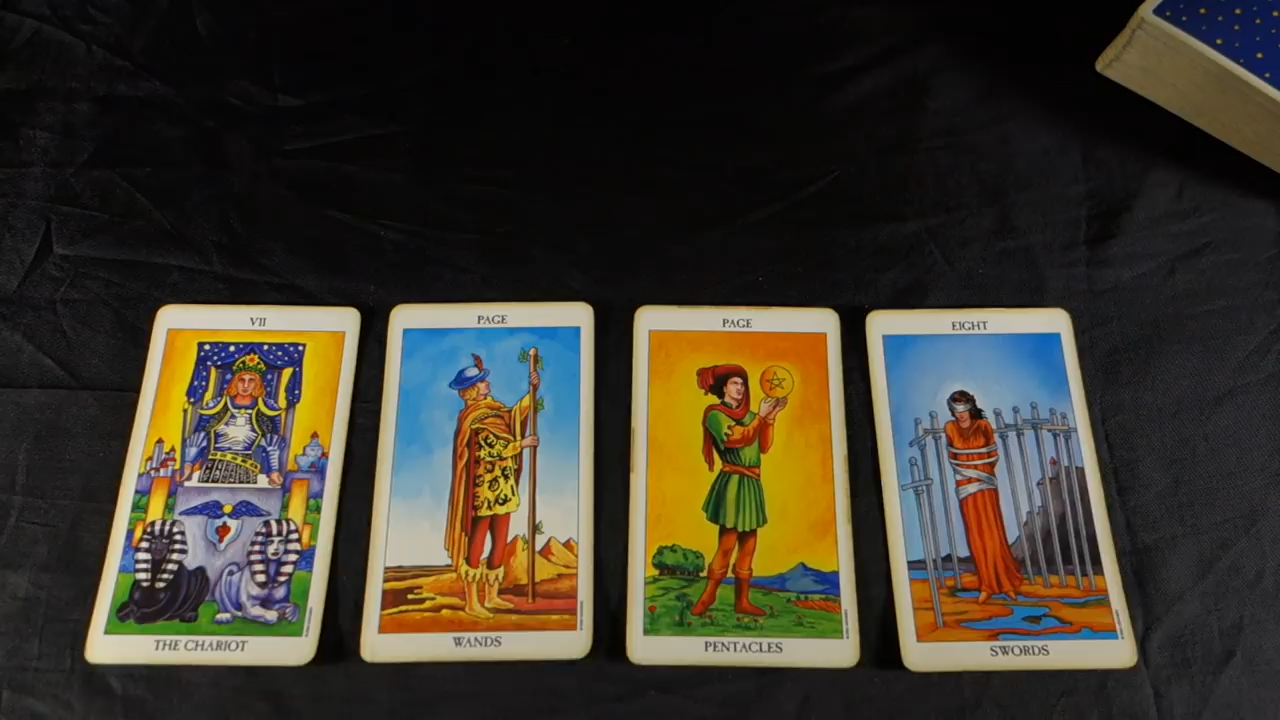 VII
THE CHARIOT
PAGE
WANDS
PAGE
PENTACLES
EIGHT
SWORDS